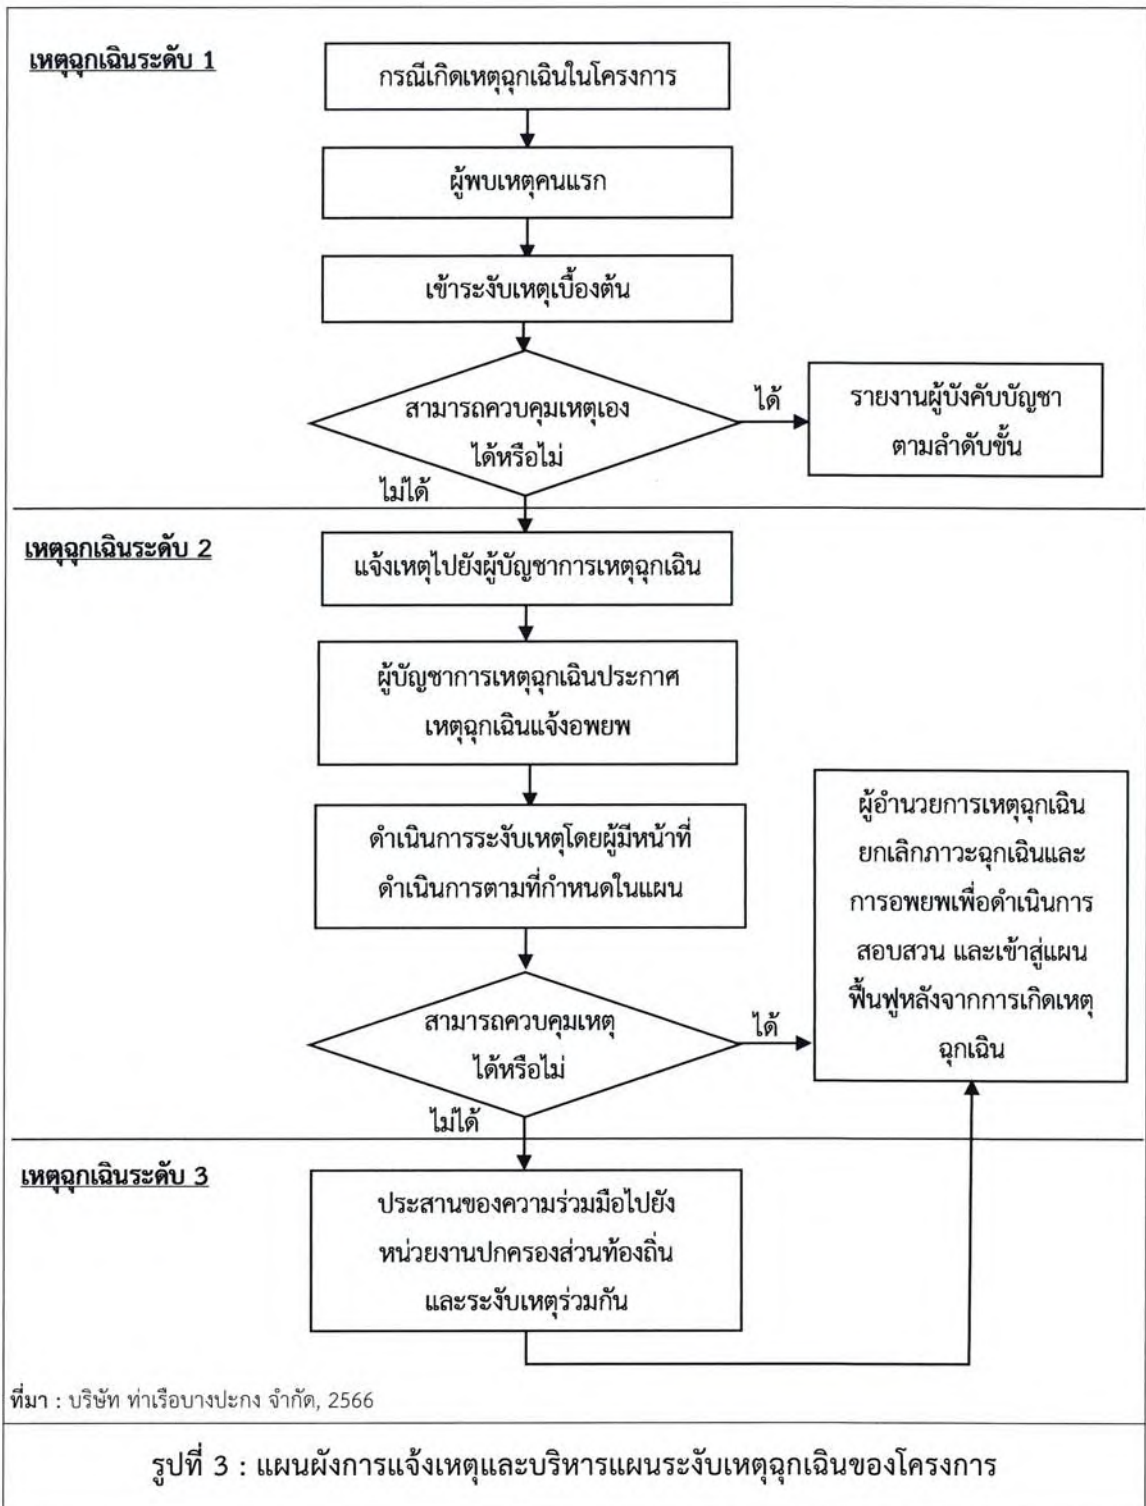 เหตุฉุกเฉินระดับ 1
กรณีเกิดเหตุฉุกเฉินในโครงการ
ผู้พบเหตุคนแรก
เข้าระงับเหตุเบื้องต้น
สามารถควบคุมเหตุเอง
ได้หรือไม่
ได้
รายงานผู้บังคับบัญชา
ตามลำดับขั้น
ไม่ได้
เหตุฉุกเฉินระดับ 2
แจ้งเหตุไปยังผู้บัญชาการเหตุฉุกเฉิน
ผู้บัญชาการเหตุฉุกเฉินประกาศ
เหตุฉุกเฉินแจ้งอพยพ
ดำเนินการระงับเหตุโดยผู้มีหน้าที่
ดำเนินการตามที่กำหนดในแผน
สามารถควบคุมเหตุ
ได้หรือไม่
ได้
ผู้อำนวยการเหตุฉุกเฉิน
ยกเลิกภาวะฉุกเฉินและ
การอพยพเพื่อดำเนินการ
สอบสวน และเข้าสู่แผน
ฟื้นฟูหลังจากการเกิดเหตุ
ฉุกเฉิน
ไม่ได้
เหตุฉุกเฉินระดับ 3
ประสานของความร่วมมือไปยัง
หน่วยงานปกครองส่วนท้องถิ่น
และระงับเหตุร่วมกัน
ที่มา : บริษัท ท่าเรือบางปะกง จำกัด, 2566
รูปที่ 3 : แผนผังการแจ้งเหตุและบริหารแผนระงับเหตุฉุกเฉินของโครงการ